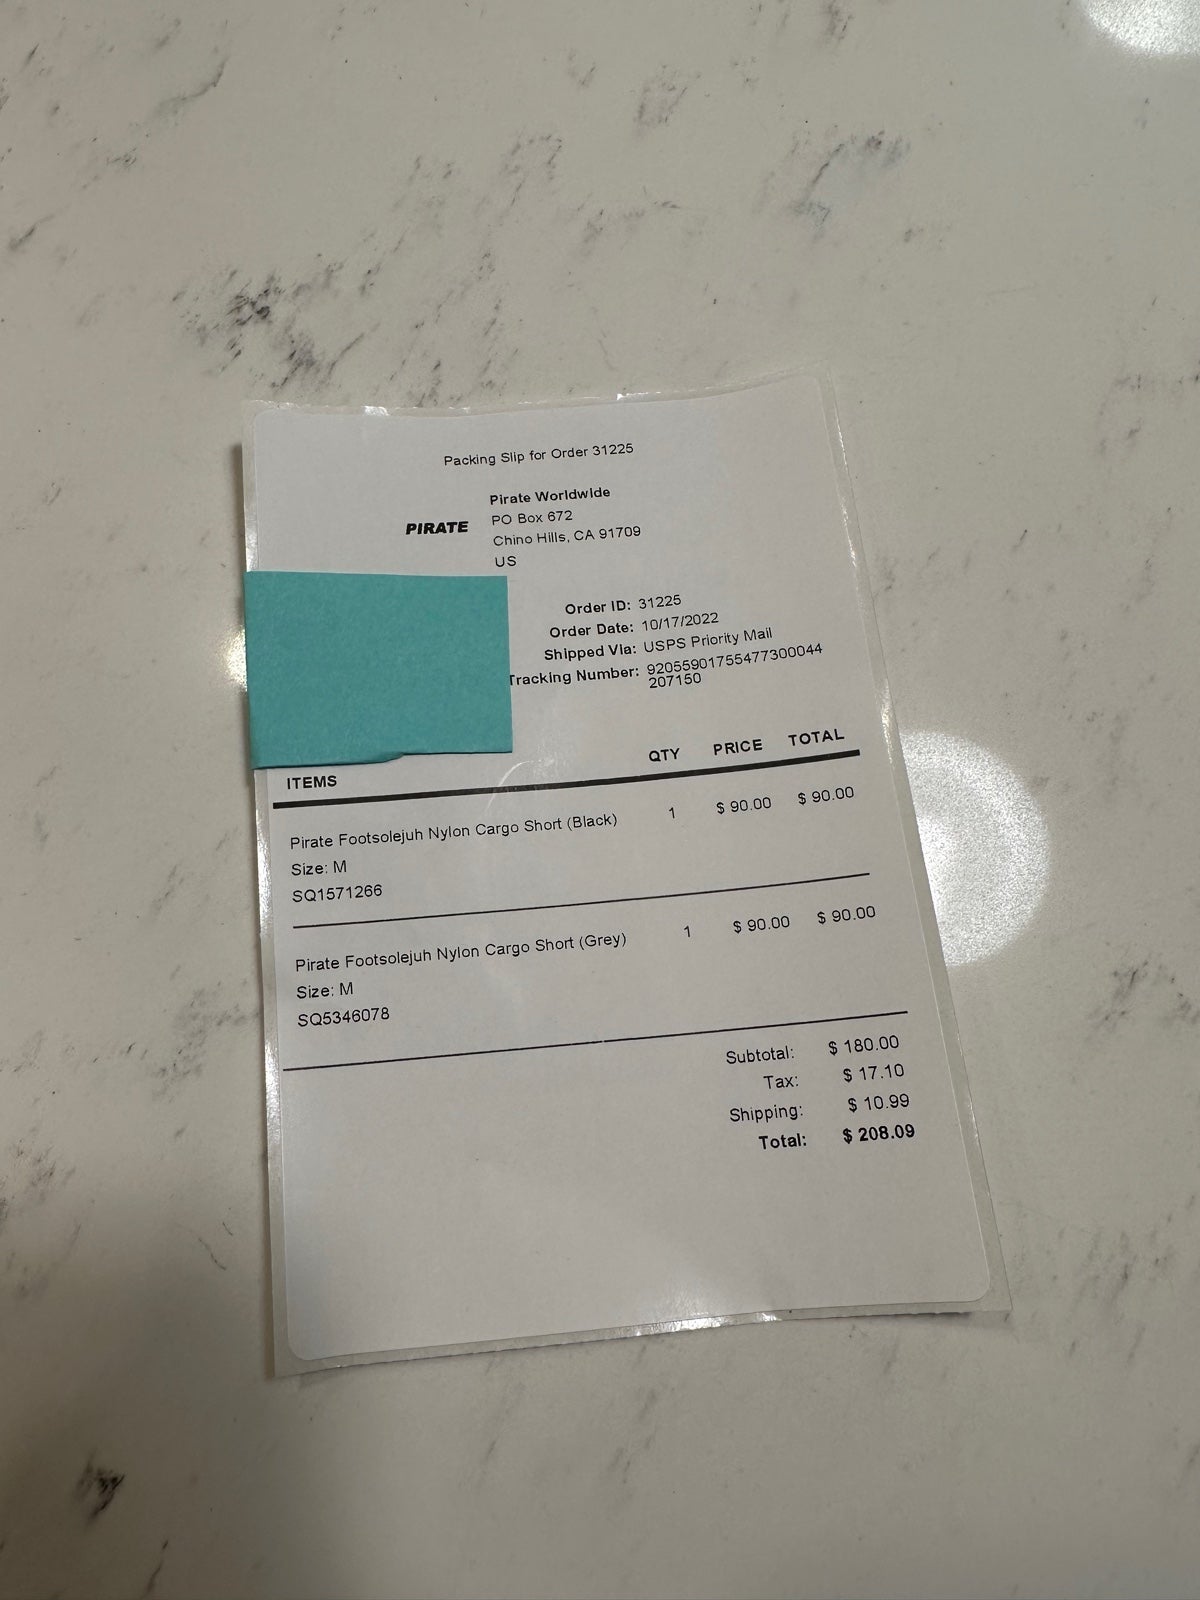 Packing Slip for Order 31225
PIRATE
Pirate Worldwide
PO Box 672
Chino Hills, CA 91709
US
Order ID: 31225
Order Date: 10/17/2022
Shipped Via: USPS Priority Mail
Tracking Number: 92055901755477300044
207150
ITEMS QTY PRICE TOTAL
Pirate Footsolejuh Nylon Cargo Short (Black) 1 $ 90.00 $ 90.00
Size: M
SQ1571266
Pirate Footsolejuh Nylon Cargo Short (Grey) 1 $ 90.00 $ 90.00
Size: M
SQ5346078
Subtotal: $ 180.00
Tax: $ 17.10
Shipping: $ 10.99
Total: $ 208.09